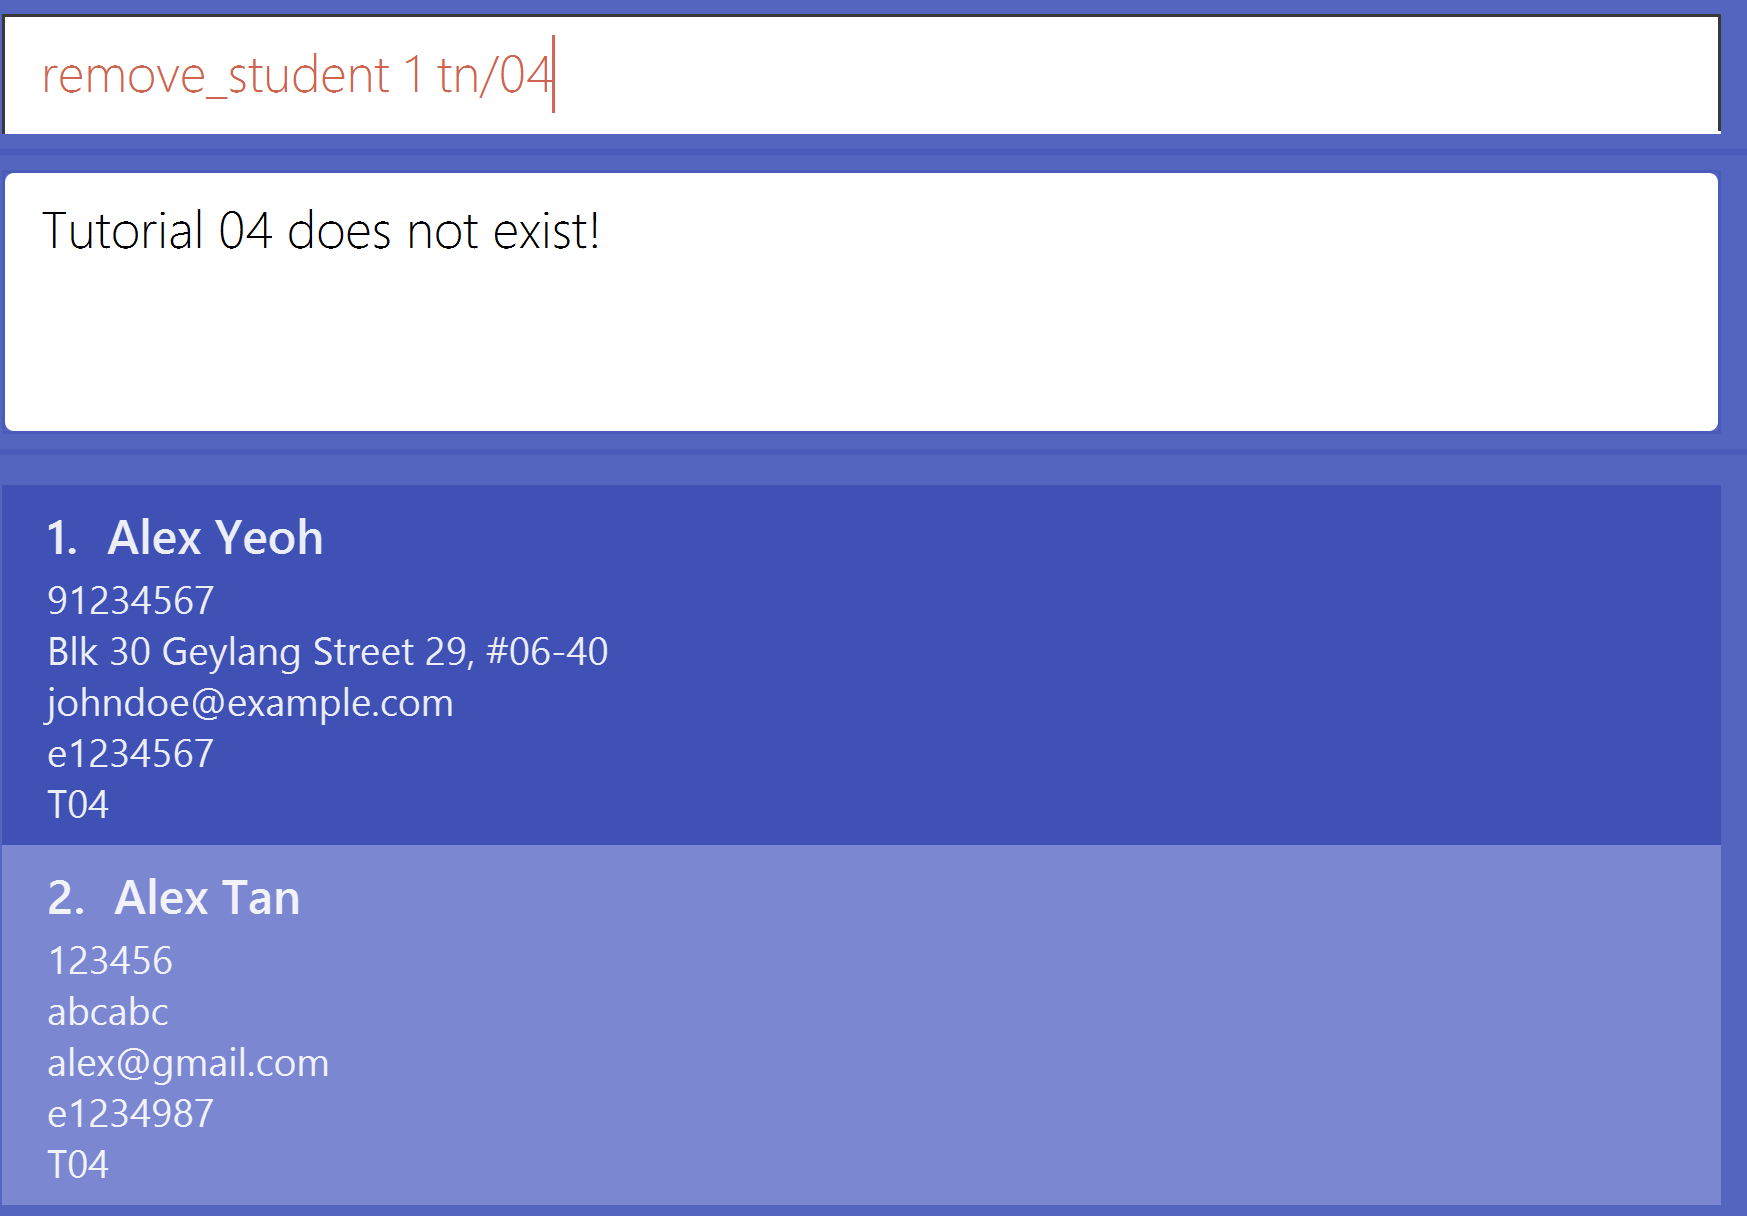 remove_student 1 tn/04
Tutorial 04 does not exist!
1. Alex Yeoh
91234567
Blk 30 Geylang Street 29, #06-40
johndoe@example.com
e1234567
T04
2. Alex Tan
123456
abcabc
alex@gmail.com
e1234987
T04